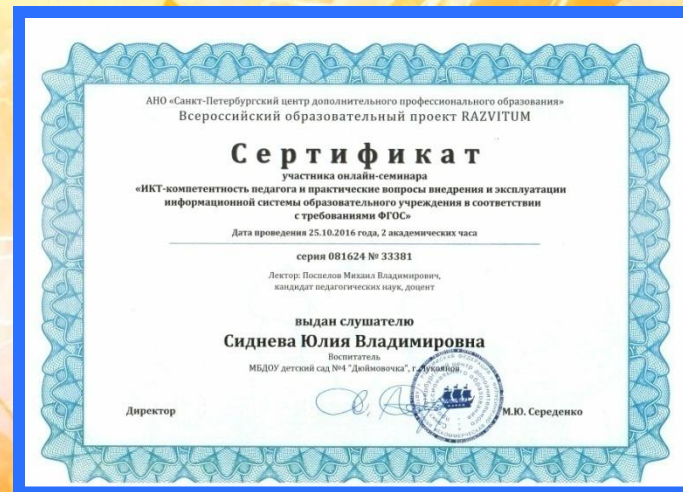 АНО «Санкт-Петербургский центр дополнительного профессионального образования»
Всероссийский образовательный проект RAZVITUM
Сертификат
участника онлайн-семинара
«ИКТ-компетентность педагога и практические вопросы внедрения и эксплуатации
информационной системы образовательного учреждения в соответствии
с требованиями ФГОС»
Дата проведения 25.10.2016 года, 2 академических часа
серия 081624 № 33381
Лектор: Поспелов Михаил Владимирович,
кандидат педагогических наук, доцент
выдан слушателю
Сиднева Юлия Владимировна
Воспитатель
МБДОУ детский сад №4 "Дюймовочка", г. Лукоянов
Директор
М.Ю. Середенко